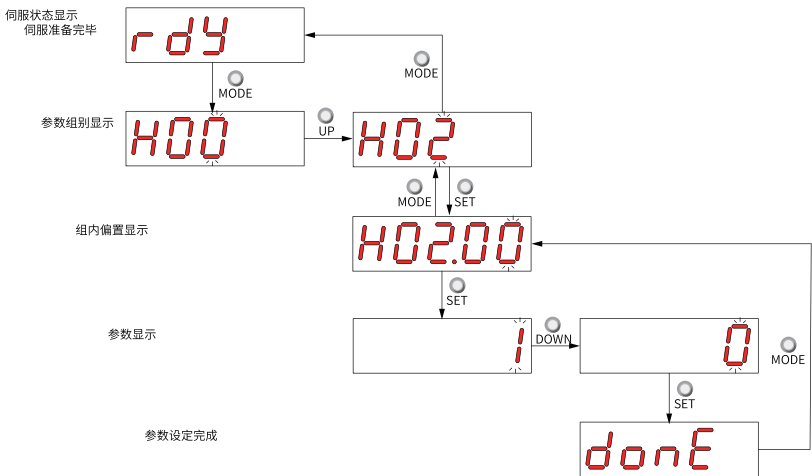 伺服状态显示
伺服准备完毕
rdy
MODE
MODE
参数组别显示
H00
UP
H02
MODE
SET
组内偏置显示
H02.00
SET
参数显示
1
DOWN
0
MODE
SET
参数设定完成
donE